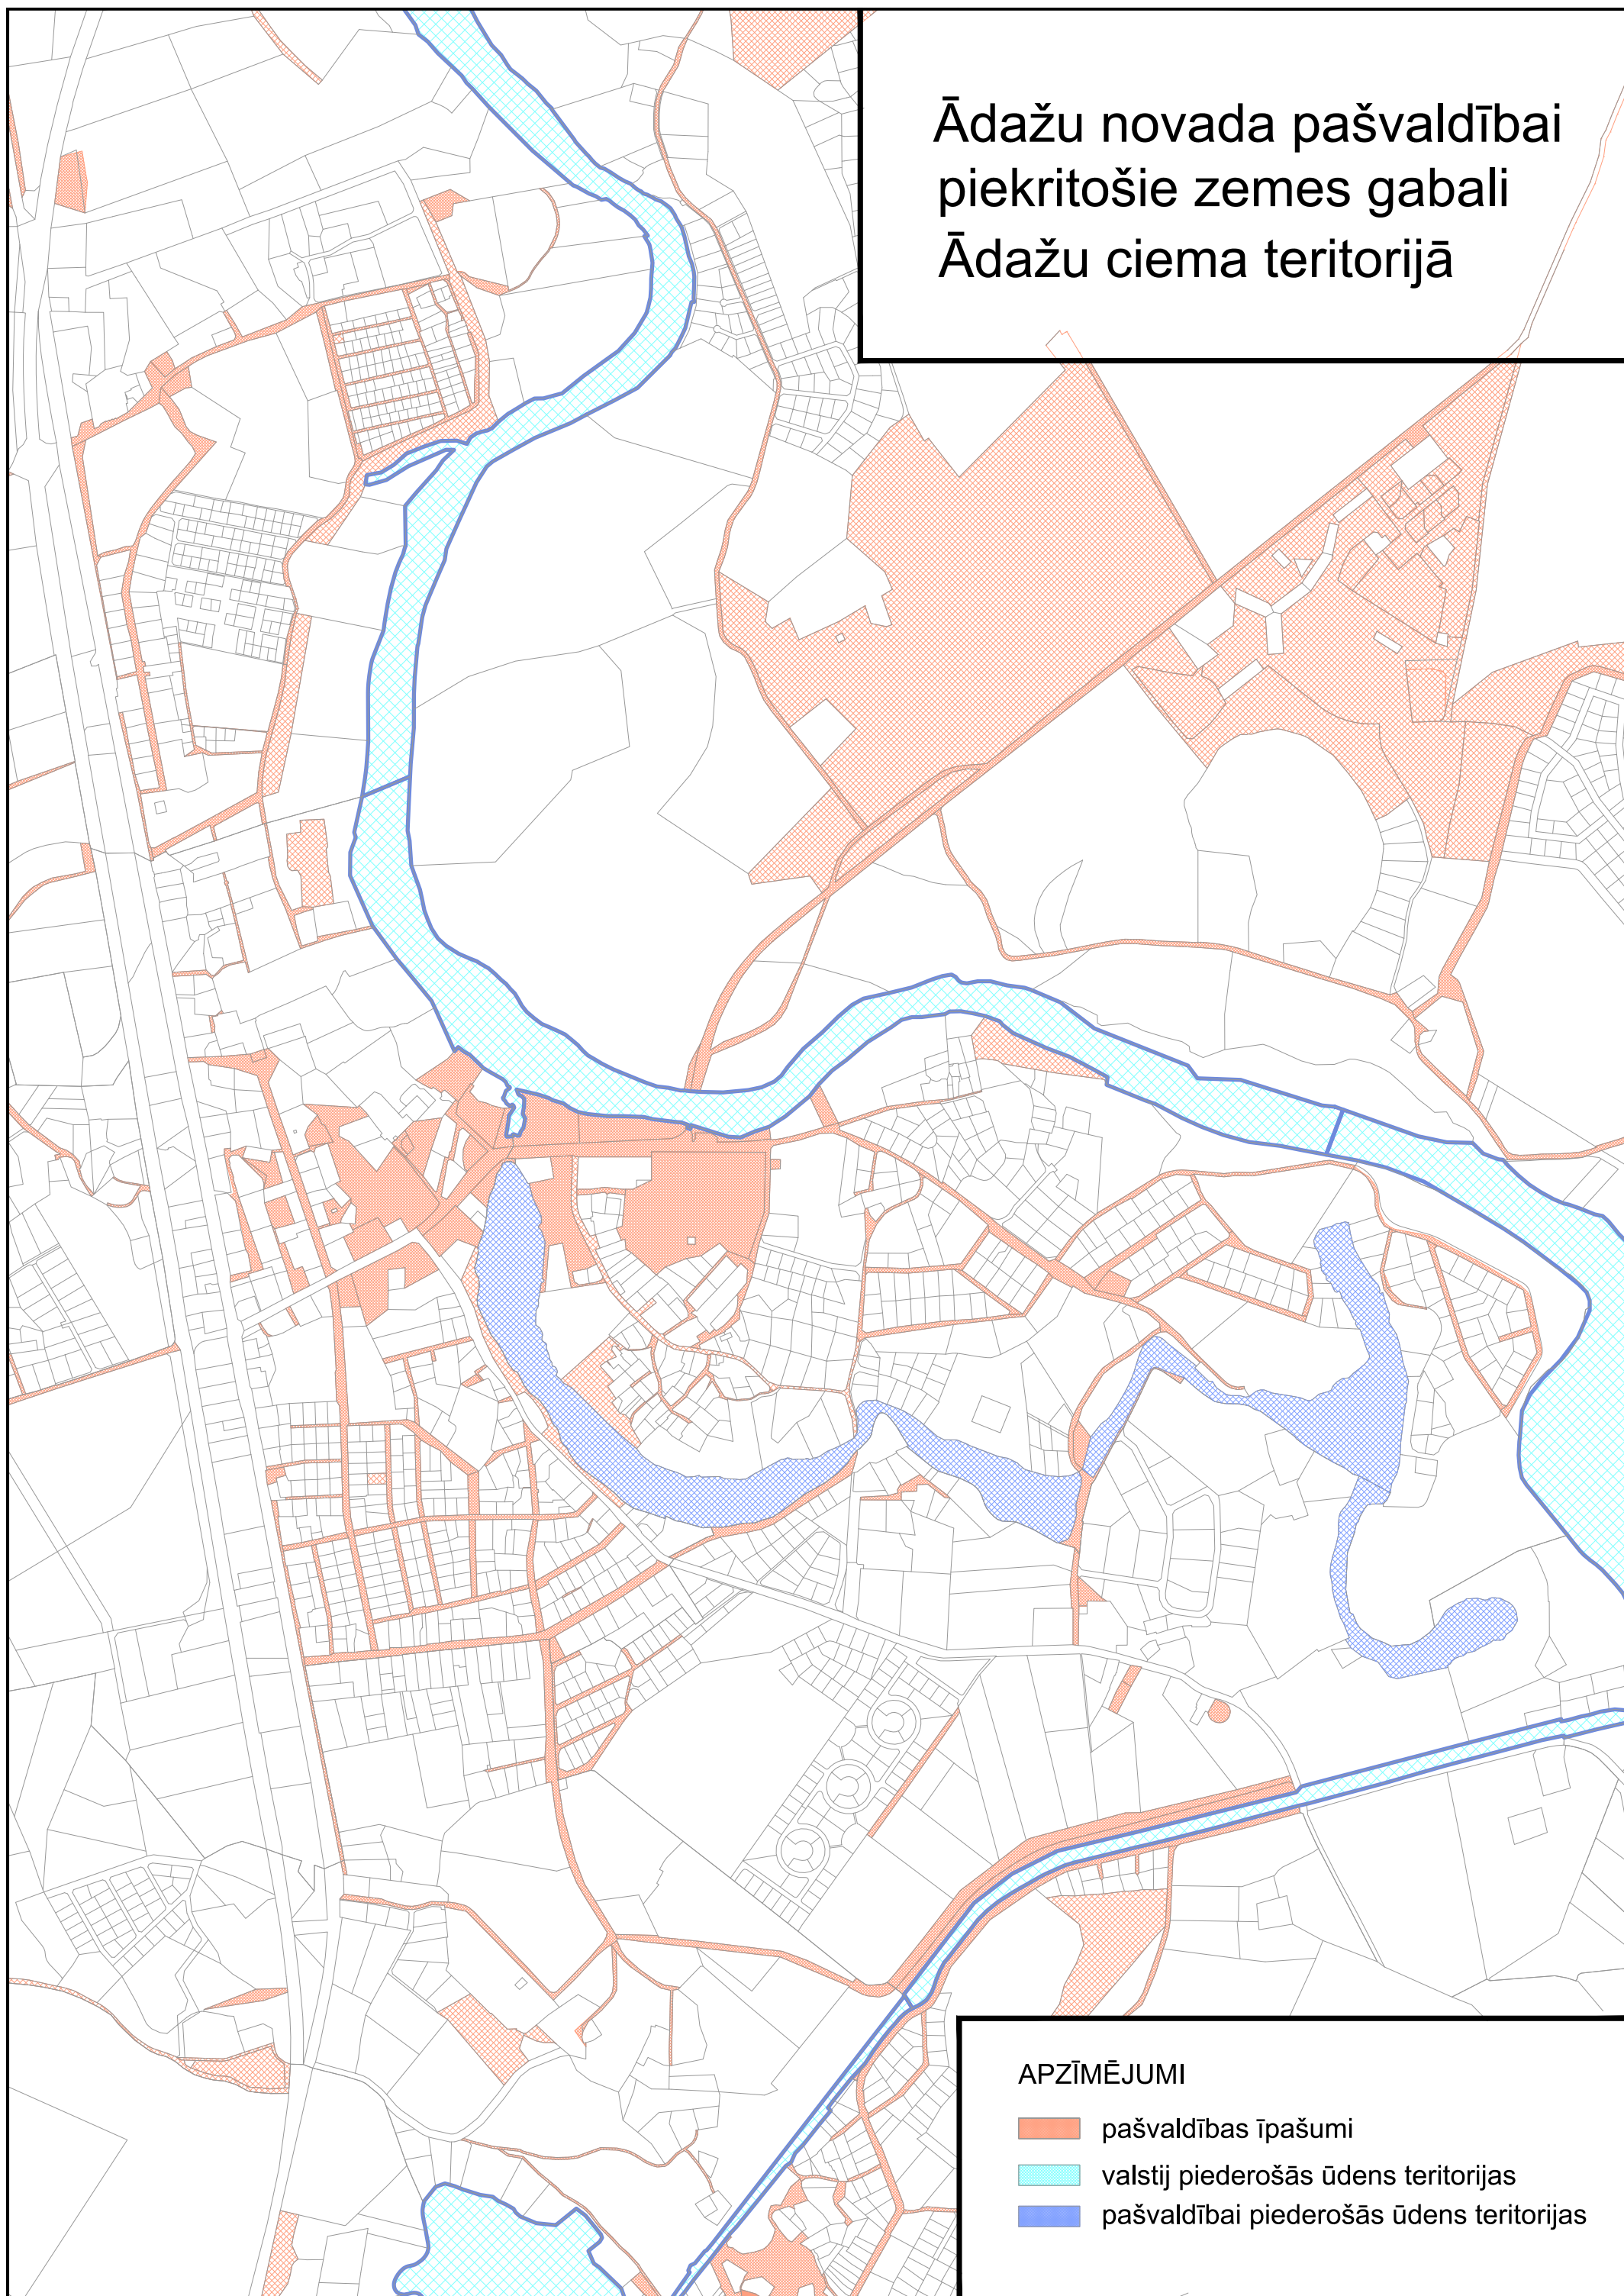 Ādažu novada pašvaldībai
piekritošie zemes gabali
Ādažu ciema teritorijā
APZĪMĒJUMI
pašvaldības īpašumi
valstij piederošās ūdens teritorijas
pašvaldībai piederošās ūdens teritorijas